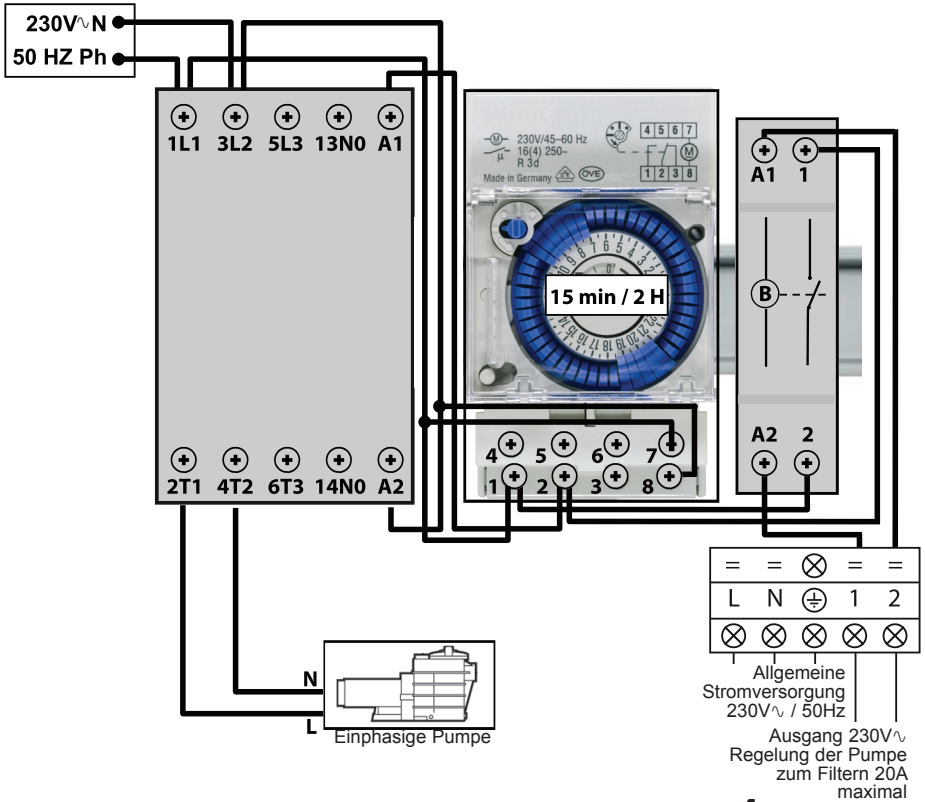 230V∿ N
50 HZ Ph
1L1 3L2 5L3 13N0 A1
2T1 4T2 6T3 14N0 A2
N
L
Einphasige Pumpe
230V/45–60 Hz
16(4) 250~
R 3d
Made in Germany
ÖVE
M
μ
4 5 6 7
M
1 2 3 8
15 min / 2 H
4 5 6 7
1 2 3 8
A1 1
B
A2 2
= = = =
L N 1 2
Allgemeine
Stromversorgung
230V∿ / 50Hz
Ausgang 230V∿
Regelung der Pumpe
zum Filtern 20A
maximal